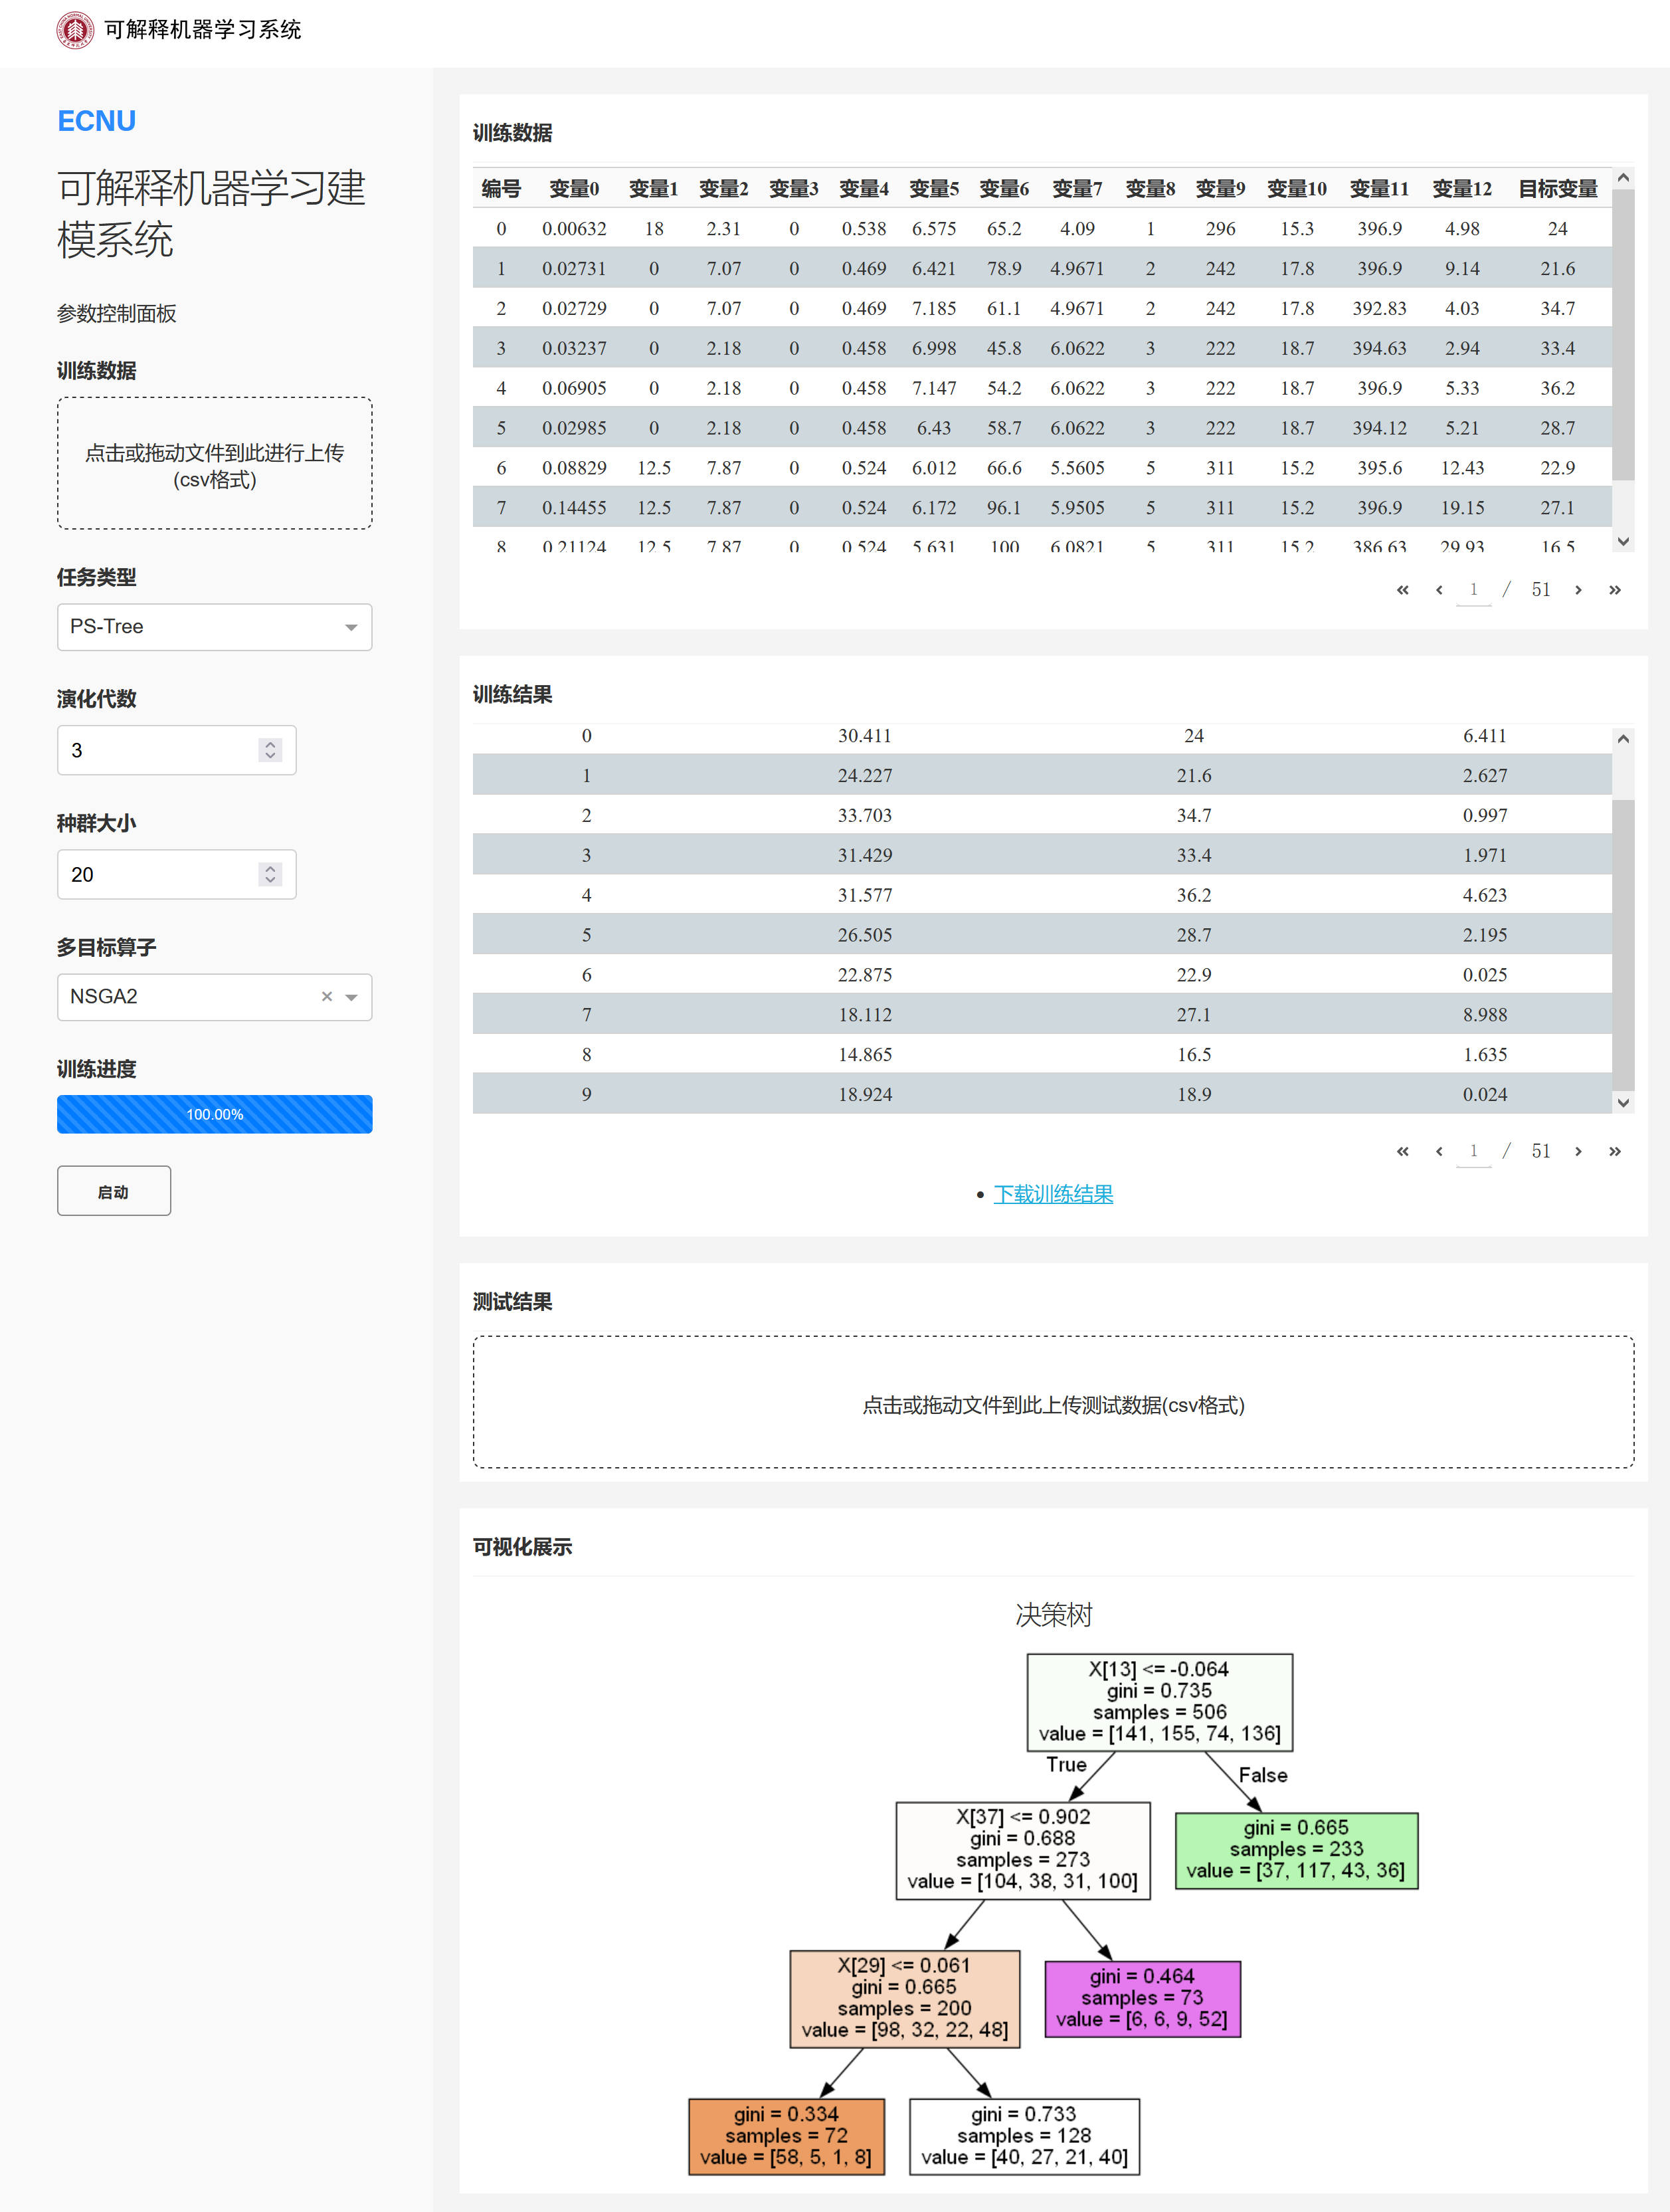 可解释机器学习系统
ECNU
可解释机器学习建
模系统
参数控制面板
训练数据
点击或拖动文件到此进行上传
(csv格式)
任务类型
PS-Tree
演化代数
3
种群大小
20
多目标算子
NSGA2
训练进度
100.00%
启动
训练数据
编号 变量0 变量1 变量2 变量3 变量4 变量5 变量6 变量7 变量8 变量9 变量10 变量11 变量12 目标变量
0 0.00632 18 2.31 0 0.538 6.575 65.2 4.09 1 296 15.3 396.9 4.98 24
1 0.02731 0 7.07 0 0.469 6.421 78.9 4.9671 2 242 17.8 396.9 9.14 21.6
2 0.02729 0 7.07 0 0.469 7.185 61.1 4.9671 2 242 17.8 392.83 4.03 34.7
3 0.03237 0 2.18 0 0.458 6.998 45.8 6.0622 3 222 18.7 394.63 2.94 33.4
4 0.06905 0 2.18 0 0.458 7.147 54.2 6.0622 3 222 18.7 396.9 5.33 36.2
5 0.02985 0 2.18 0 0.458 6.43 58.7 6.0622 3 222 18.7 394.12 5.21 28.7
6 0.08829 12.5 7.87 0 0.524 6.012 66.6 5.5605 5 311 15.2 395.6 12.43 22.9
7 0.14455 12.5 7.87 0 0.524 6.172 96.1 5.9505 5 311 15.2 396.9 19.15 27.1
8 0.21124 12.5 7.87 0 0.524 5.631 100 6.0821 5 311 15.2 386.63 29.93 16.5
1 / 51
训练结果
0 30.411 24 6.411
1 24.227 21.6 2.627
2 33.703 34.7 0.997
3 31.429 33.4 1.971
4 31.577 36.2 4.623
5 26.505 28.7 2.195
6 22.875 22.9 0.025
7 18.112 27.1 8.988
8 14.865 16.5 1.635
9 18.924 18.9 0.024
1 / 51
下载训练结果
测试结果
点击或拖动文件到此上传测试数据(csv格式)
可视化展示
决策树
X[13] <= -0.064
gini = 0.735
samples = 506
value = [141, 155, 74, 136]
True
False
X[37] <= 0.902
gini = 0.688
samples = 273
value = [104, 38, 31, 100]
gini = 0.665
samples = 233
value = [37, 117, 43, 36]
X[29] <= 0.061
gini = 0.665
samples = 200
value = [98, 32, 22, 48]
gini = 0.464
samples = 73
value = [6, 6, 9, 52]
gini = 0.334
samples = 72
value = [58, 5, 1, 8]
gini = 0.733
samples = 128
value = [40, 27, 21, 40]